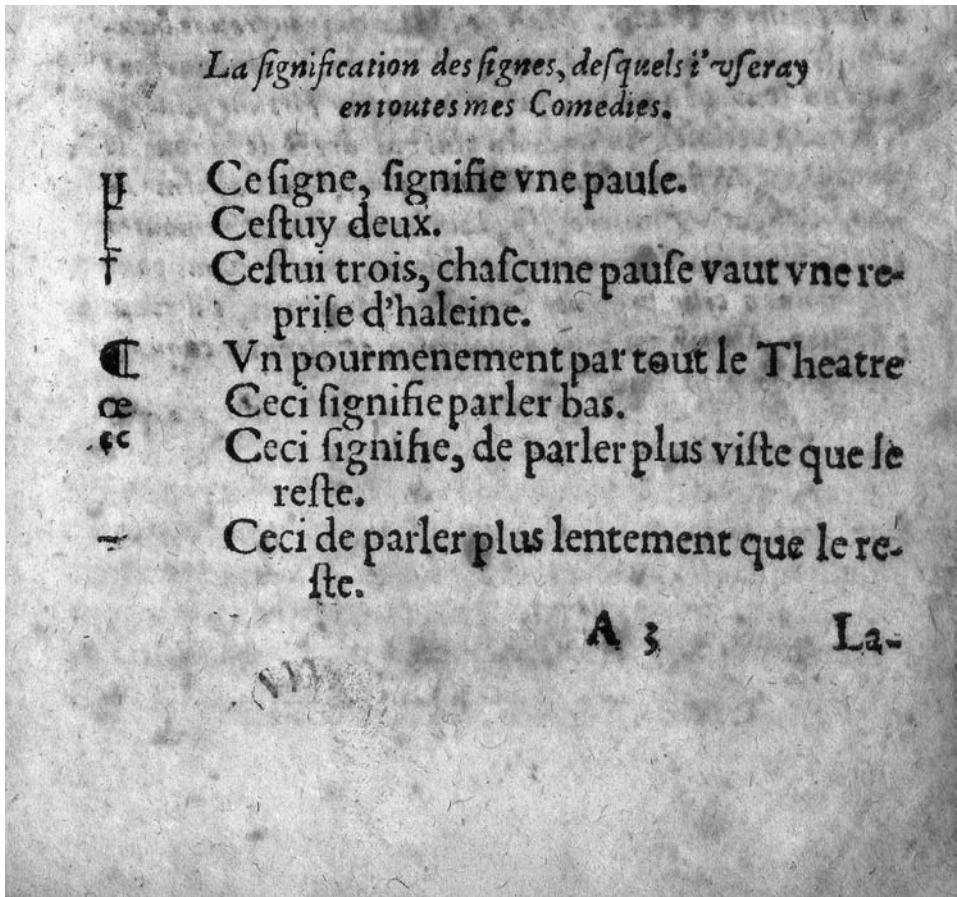 La ſignification des ſignes, deſquels i'vſeray
en toutes mes Comedies.
Ce ſigne, ſignifie vne pauſe.
Ceſtuy deux.
Ceſtui trois, chaſcune pauſe vaut vne re-
priſe d'haleine.
Vn pourmenement par tout le Theatre
œ Ceci ſignifie parler bas.
Ceci ſignifie, de parler plus viſte que le
reſte.
Ceci de parler plus lentement que le re-
ſte.
A 3 La-